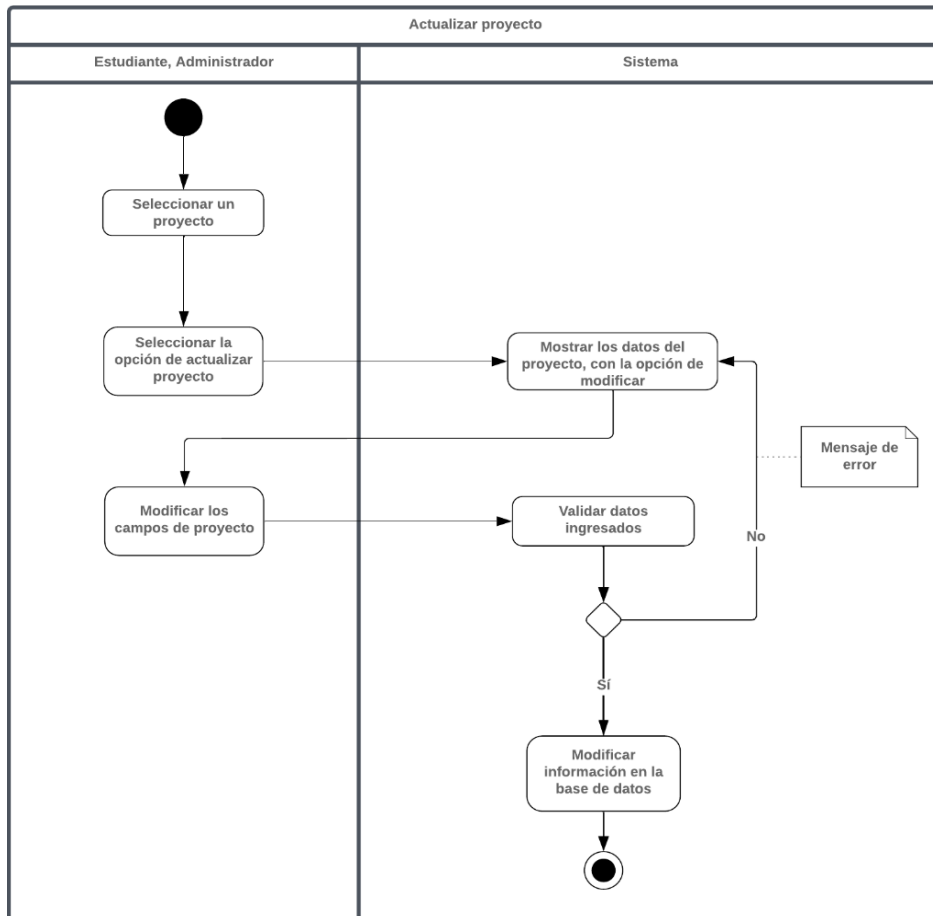 Actualizar proyecto
Estudiante, Administrador
Sistema
Seleccionar un
proyecto
Seleccionar la
opción de actualizar
proyecto
Mostrar los datos del
proyecto, con la opción de
modificar
Mensaje de
error
Modificar los
campos de proyecto
Validar datos
ingresados
No
Sí
Modificar
información en la
base de datos